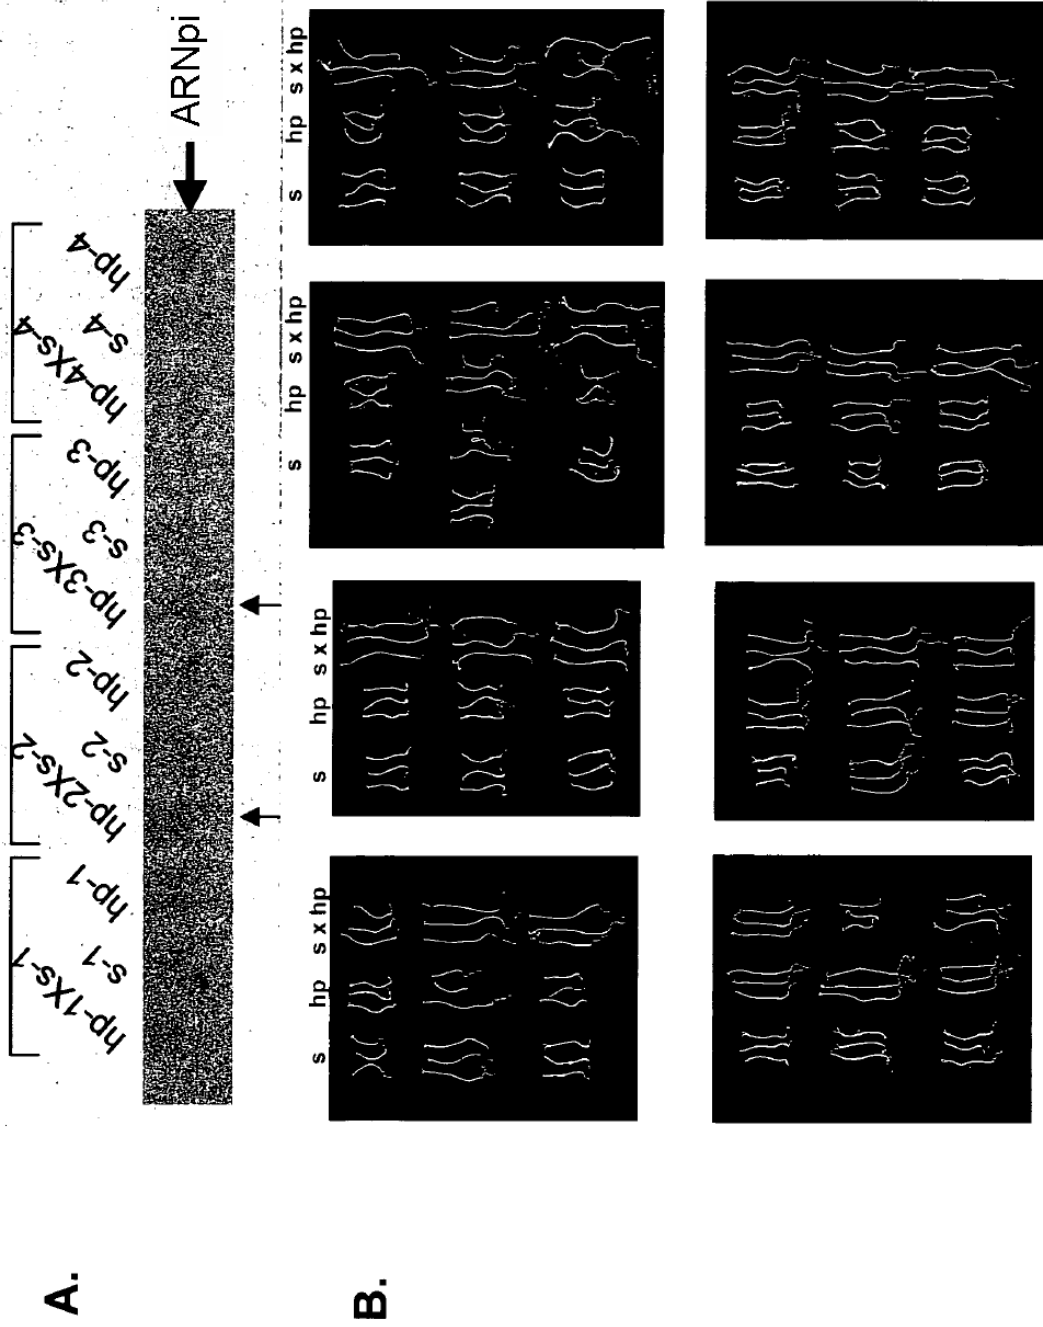 A.
hp-1Xs-1 s-1 hp-1 hp-2Xs-2 s-2 hp-2 hp-3Xs-3 s-3 hp-3 hp-4Xs-4 s-4 hp-4
ARNpi
B.
s hp s x hp s hp s x hp s hp s x hp s hp s x hp